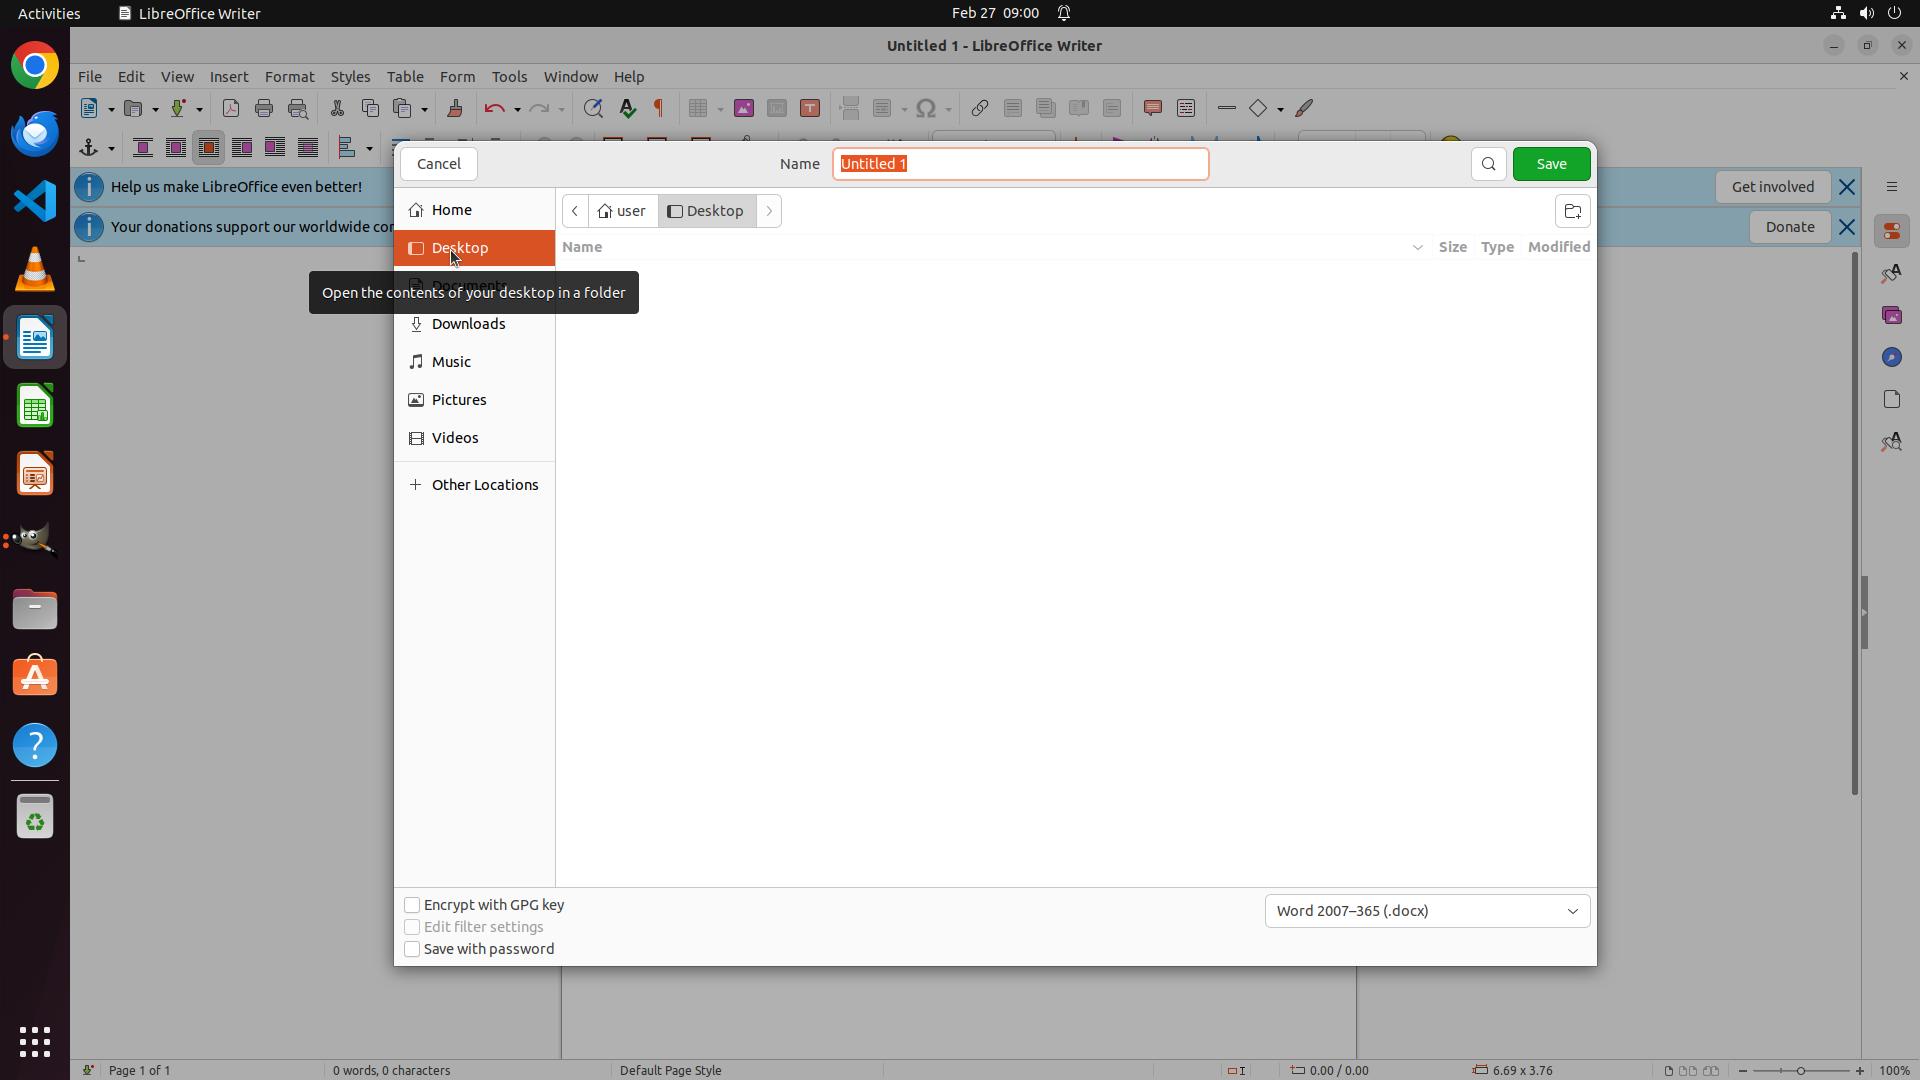 Activities
LibreOffice Writer
Feb 27 09:00
Untitled 1 - LibreOffice Writer
File Edit View Insert Format Styles Table Form Tools Window Help
Cancel
Name
Untitled 1
Save
Help us make LibreOffice even better!
Get involved
Your donations support our worldwide
Donate
Home
user
Desktop
Desktop
Name
Size
Type
Modified
Documents
Open the contents of your desktop in a folder
Downloads
Music
Pictures
Videos
Other Locations
Encrypt with GPG key
Edit filter settings
Save with password
Word 2007–365 (.docx)
Page 1 of 1
0 words, 0 characters
Default Page Style
0.00 / 0.00
6.69 x 3.76
100%